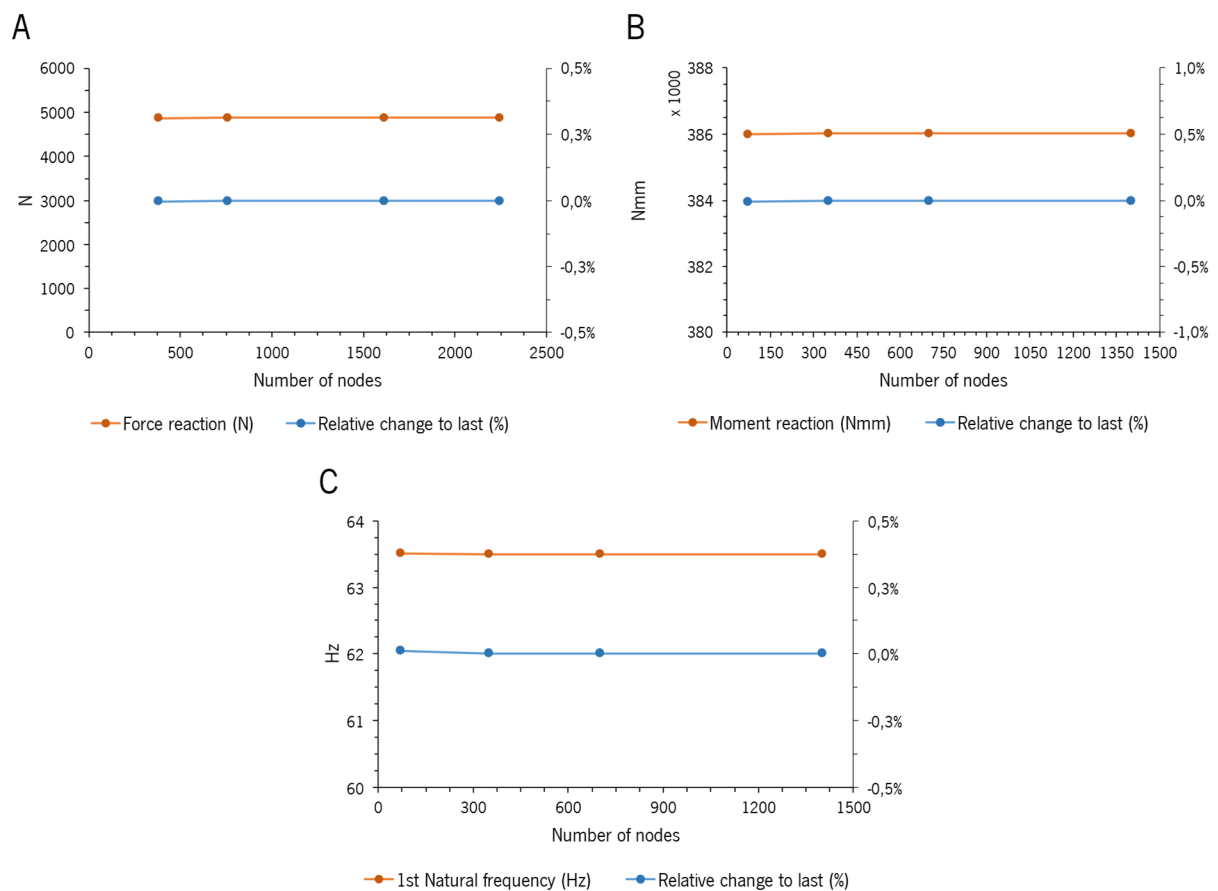 A
6000
5000
4000
3000
2000
1000
0
N
0,5%
0,3%
0,0%
-0,3%
-0,5%
0 500 1000 1500 2000 2500
Number of nodes
Force reaction (N) Relative change to last (%)
B
388
386
384
382
380
x 1000
Nmm
1,0%
0,5%
0,0%
-0,5%
-1,0%
0 150 300 450 600 750 900 1050 1200 1350 1500
Number of nodes
Moment reaction (Nmm) Relative change to last (%)
C
64
63
62
61
60
Hz
0,5%
0,3%
0,0%
-0,3%
-0,5%
0 300 600 900 1200 1500
Number of nodes
1st Natural frequency (Hz) Relative change to last (%)